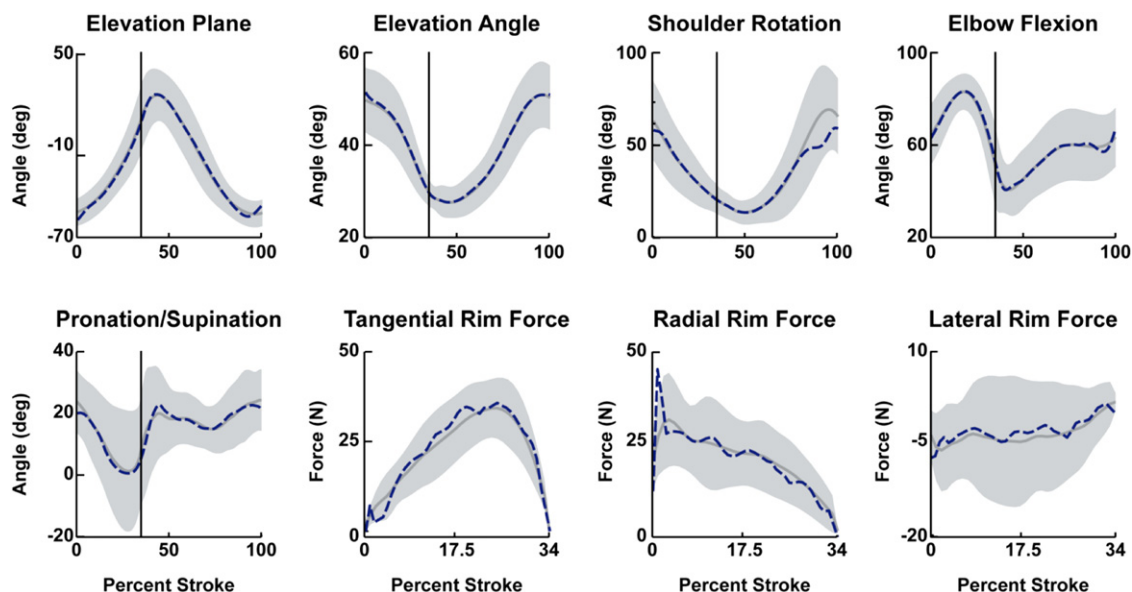 Elevation Plane Elevation Angle Shoulder Rotation Elbow Flexion
50 60 100 100
Angle (deg) Angle (deg) Angle (deg) Angle (deg)
-10 40 50 60
-70 20 0 20
0 50 100 0 50 100 0 50 100 0 50 100
Pronation/Supination Tangential Rim Force Radial Rim Force Lateral Rim Force
40 50 50 10
Angle (deg) Force (N) Force (N) Force (N)
20 25 25 -5
0
-20 0 0 -20
0 50 100 0 17.5 34 0 17.5 34 0 17.5 34
Percent Stroke Percent Stroke Percent Stroke Percent Stroke